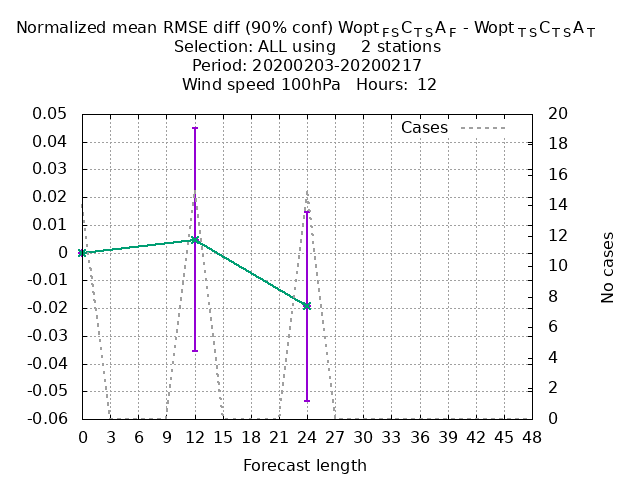 Normalized mean RMSE diff (90% conf) Wopt FS C TS A F - Wopt TS C TS A T
Selection: ALL using 2 stations
Period: 20200203-20200217
Wind speed 100hPa Hours: 12
Cases
0.05
0.04
0.03
0.02
0.01
0
-0.01
-0.02
-0.03
-0.04
-0.05
-0.06
20
18
16
14
12
10
8
6
4
2
0
No cases
0 3 6 9 12 15 18 21 24 27 30 33 36 39 42 45 48
Forecast length